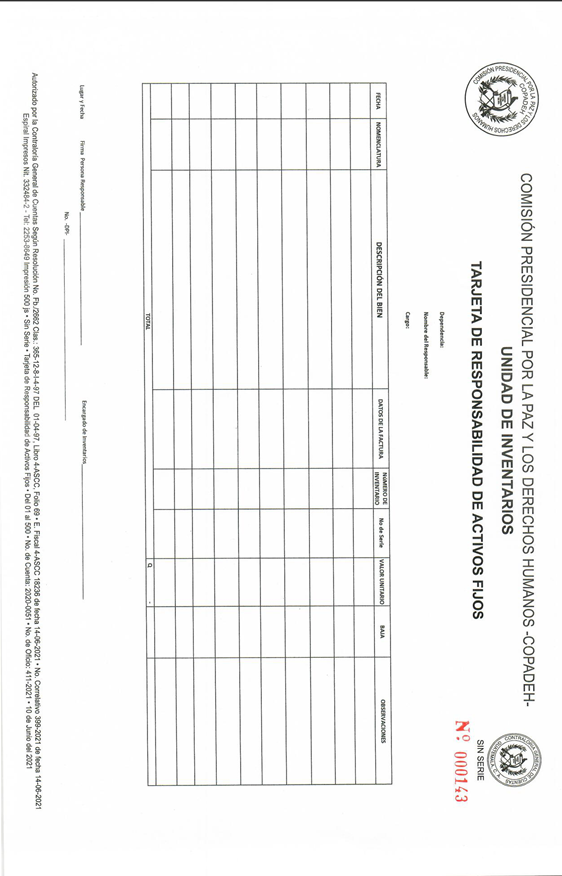 COMISIÓN PRESIDENCIAL POR LA PAZ Y LOS DERECHOS HUMANOS -COPADEH-
UNIDAD DE INVENTARIOS
TARJETA DE RESPONSABILIDAD DE ACTIVOS FIJOS
COMISIÓN PRESIDENCIAL POR LA PAZ Y LOS DERECHOS HUMANOS
COPADEH
CONTRALORÍA GENERAL DE CUENTAS
GUATEMALA, C. A.
SIN SERIE
Nº 000143
Dependencia:
Nombre del Responsable:
Cargo:
FECHA NOMENCLATURA DESCRIPCIÓN DEL BIEN DATOS DE LA FACTURA NÚMERO DE INVENTARIO No de Serie VALOR UNITARIO BAJA OBSERVACIONES
TOTAL Q -
Lugar y Fecha Firma Persona Responsable Encargado de Inventarios
No. -DPI-
Autorizado por la Contraloría General de Cuentas Según Resolución No. Fb./2662 Clas.: 365-12-8-I-4-97 DEL 01-04-97, Libro 4-ASCC, Folio 69 • E. Fiscal 4-ASCC 18236 de fecha 14-06-2021 • No. Correlativo 399-2021 de fecha 14-06-2021
Espiral Impresos Nit. 332484-2 - Tel: 2253-8649 Impresión 500 js • Sin Serie • Tarjeta de Responsabilidad de Activos Fijos • Del 01 al 500 • No. de Cuenta: 2020-0051 • No. de Oficio: 411-2021 • 10 de Junio del 2021